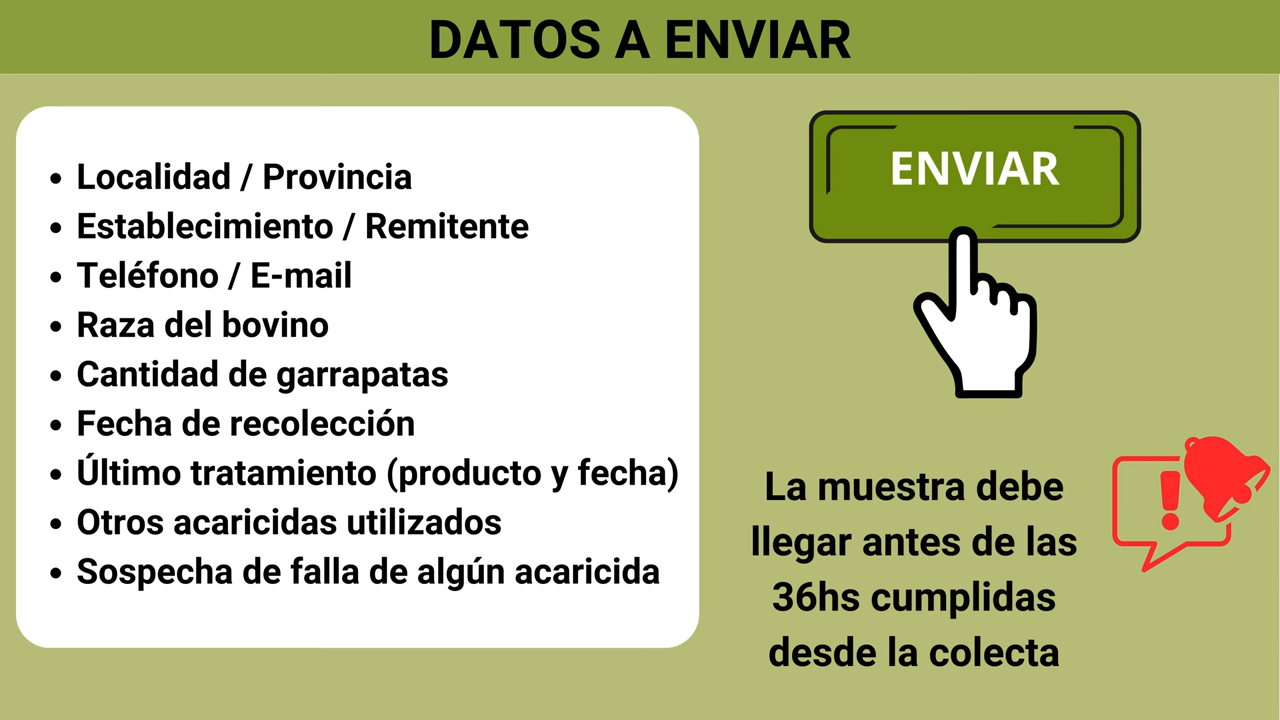 DATOS A ENVIAR
• Localidad / Provincia
• Establecimiento / Remitente
• Teléfono / E-mail
• Raza del bovino
• Cantidad de garrapatas
• Fecha de recolección
• Último tratamiento (producto y fecha)
• Otros acaricidas utilizados
• Sospecha de falla de algún acaricida
ENVIAR
La muestra debe
llegar antes de las
36hs cumplidas
desde la colecta